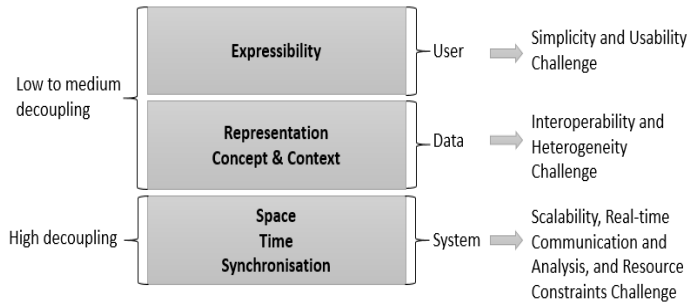 Low to medium
decoupling
Expressibility
User
Simplicity and Usability
Challenge
Representation
Concept & Context
Data
Interoperability and
Heterogeneity
Challenge
High decoupling
Space
Time
Synchronisation
System
Scalability, Real-time
Communication and
Analysis, and Resource
Constraints Challenge